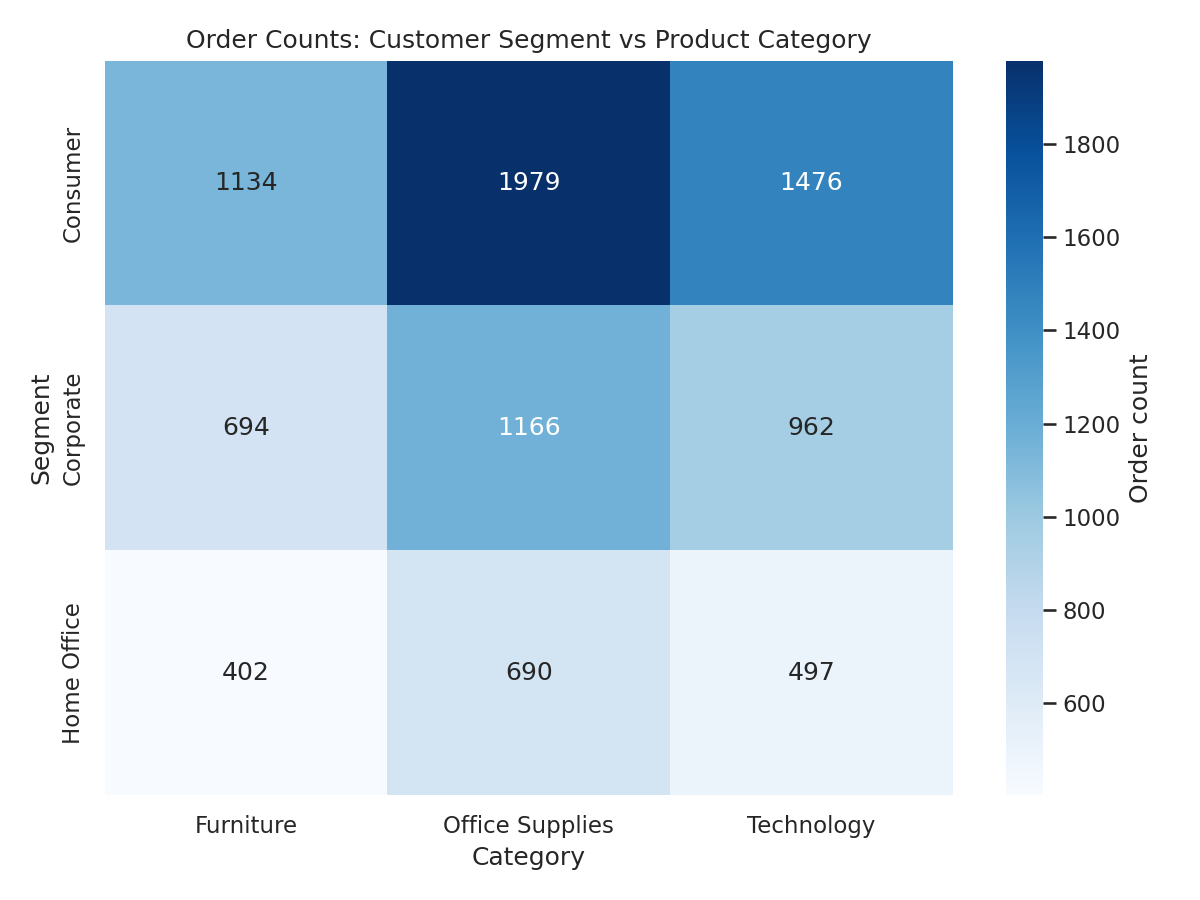 Order Counts: Customer Segment vs Product Category
Segment
Consumer
1134
1979
1476
Corporate
694
1166
962
Home Office
402
690
497
Furniture
Office Supplies
Technology
Category
1800
1600
1400
1200
1000
800
600
Order count